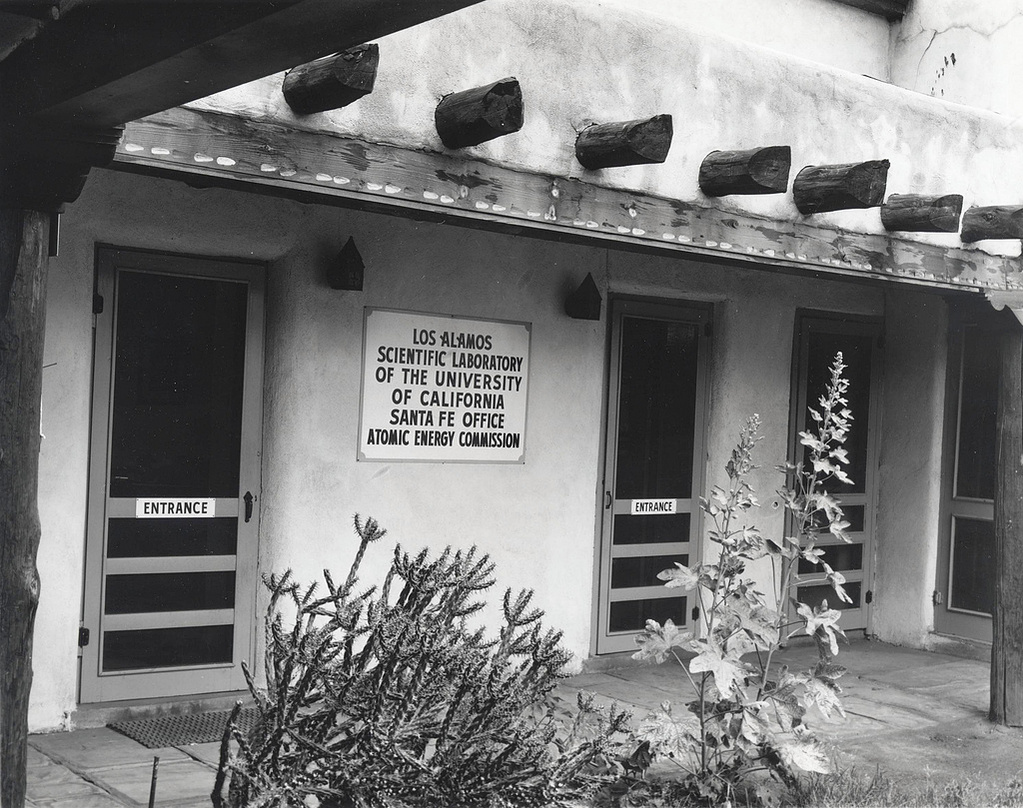 LOS ALAMOS
SCIENTIFIC LABORATORY
OF THE UNIVERSITY
OF CALIFORNIA
SANTA FE OFFICE
ATOMIC ENERGY COMMISSION
ENTRANCE
ENTRANCE